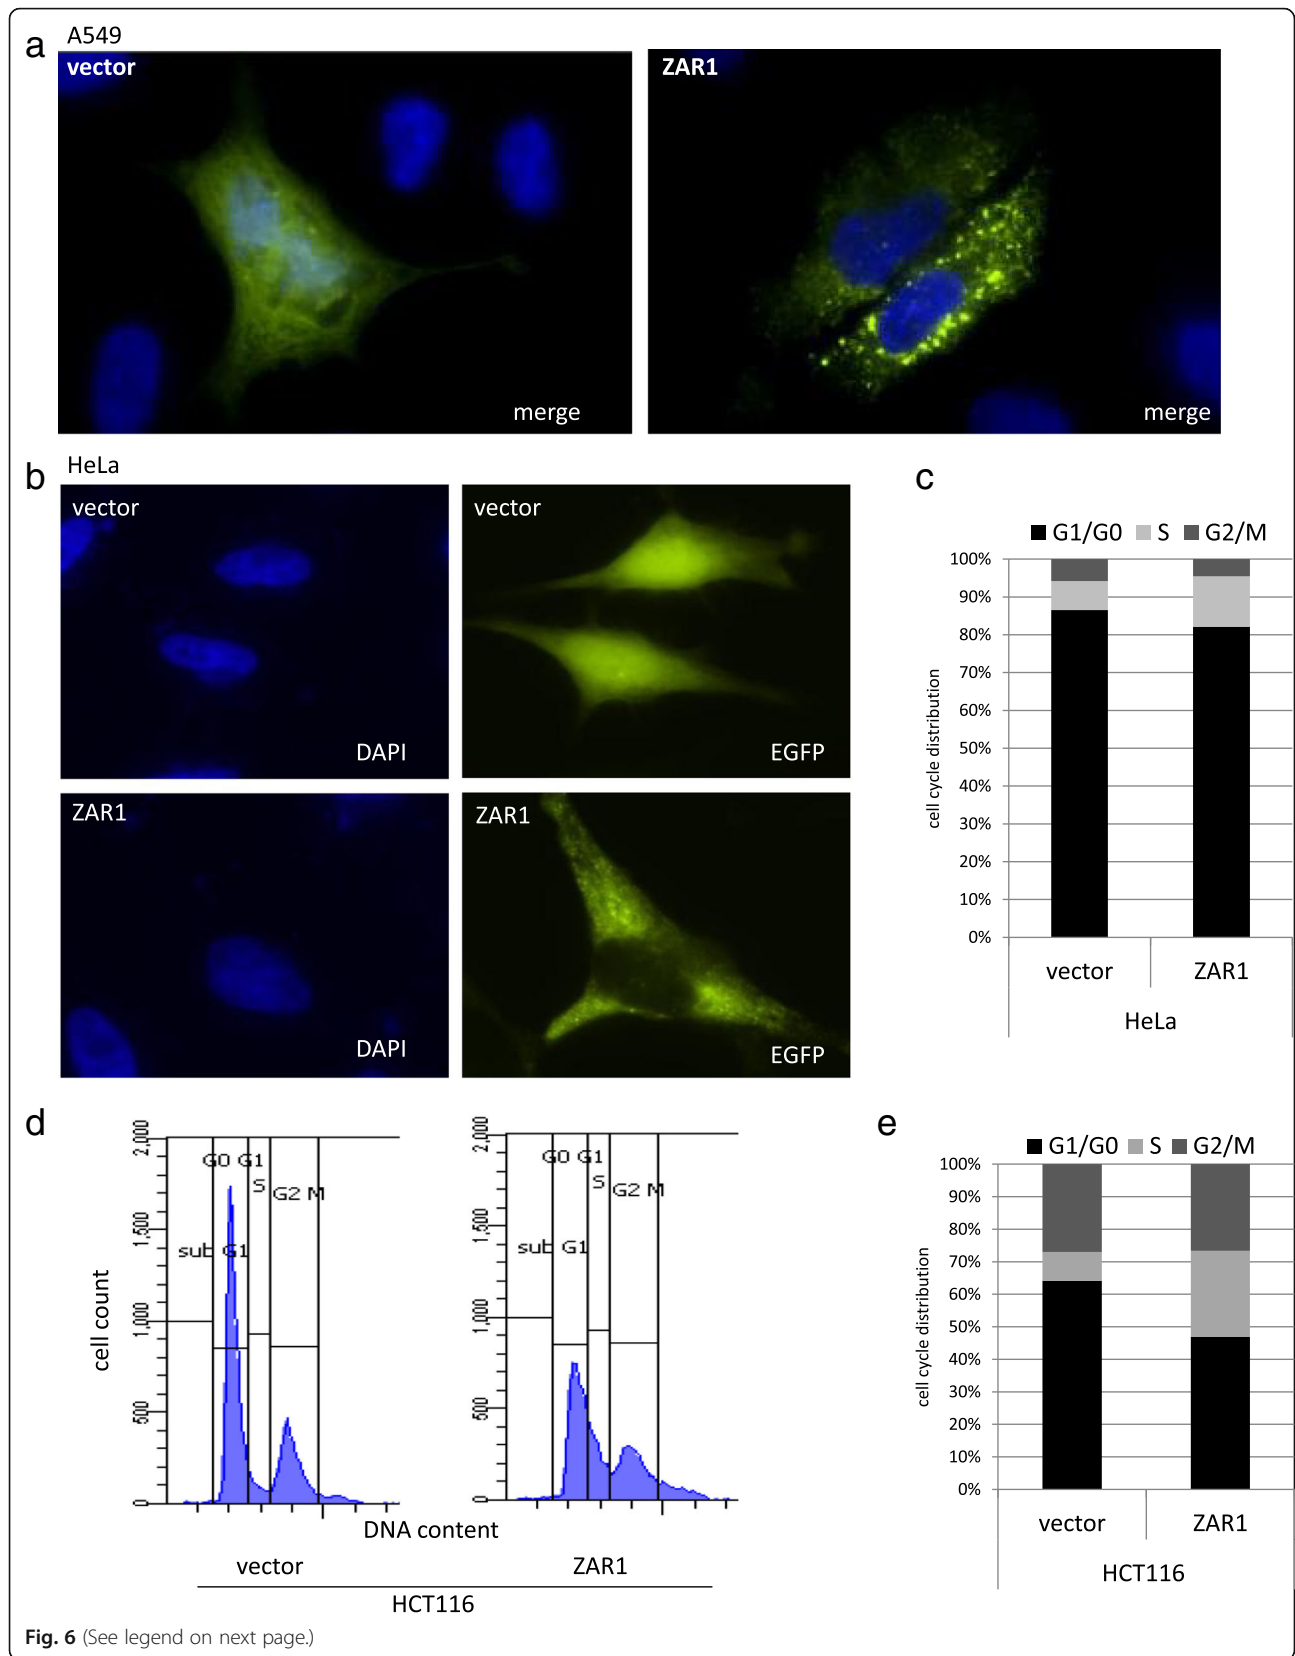 a
A549
vector
merge
ZAR1
merge
b
HeLa
vector
DAPI
vector
EGFP
ZAR1
DAPI
ZAR1
EGFP
c
G1/G0 S G2/M
cell cycle distribution
100%
90%
80%
70%
60%
50%
40%
30%
20%
10%
0%
vector ZAR1
HeLa
d
cell count
2,000
1,500
1,000
500
0
G0 G1
S
G2 M
sub G1
2,000
1,500
1,000
500
0
G0 G1
S
G2 M
sub G1
DNA content
vector ZAR1
HCT116
e
G1/G0 S G2/M
cell cycle distribution
100%
90%
80%
70%
60%
50%
40%
30%
20%
10%
0%
vector ZAR1
HCT116
Fig. 6 (See legend on next page.)